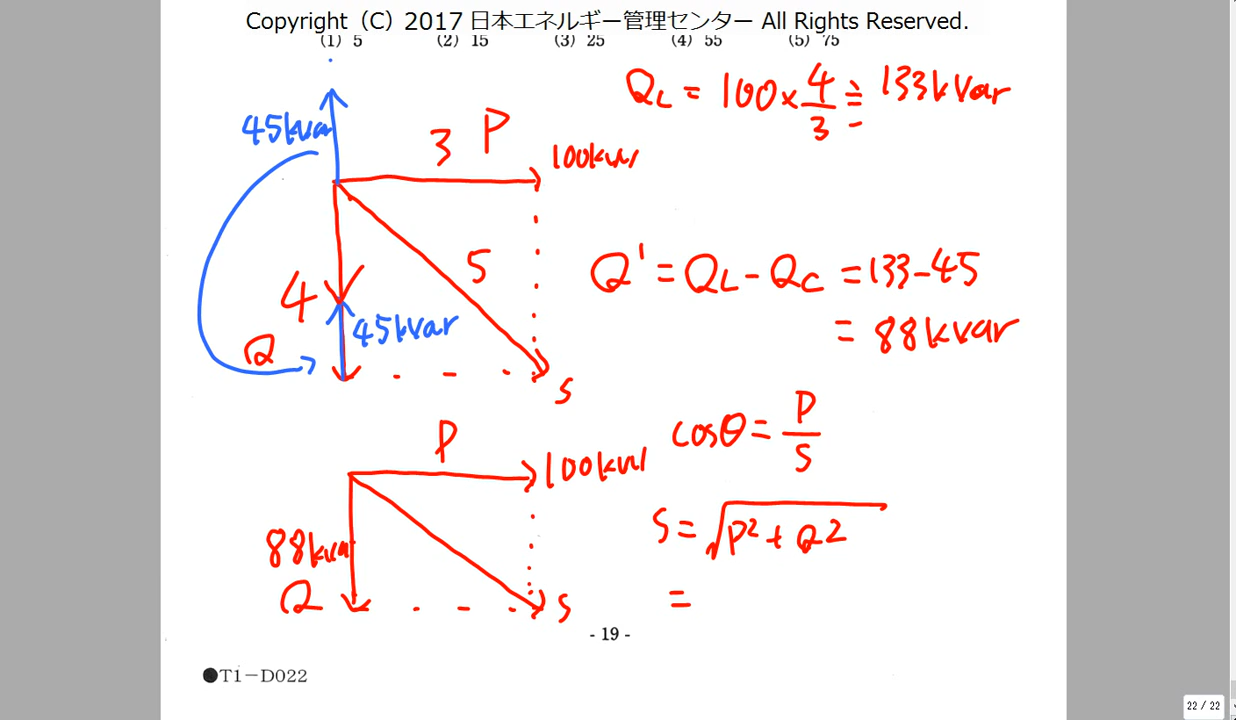 Copyright (C) 2017 日本エネルギー管理センター All Rights Reserved.
(1) 5 (2) 15 (3) 25 (4) 55 (5) 75
QL = 100 × 4/3 ≒ 133kvar
45kvar
3 P
100kW
5
4
Q' = QL - QC = 133-45
45kvar
= 88kvar
Q
S
P
cosθ = P/S
100kW
S = √P²+Q²
88kva
Q
S
=
- 19 -
●T1-D022
22 / 22